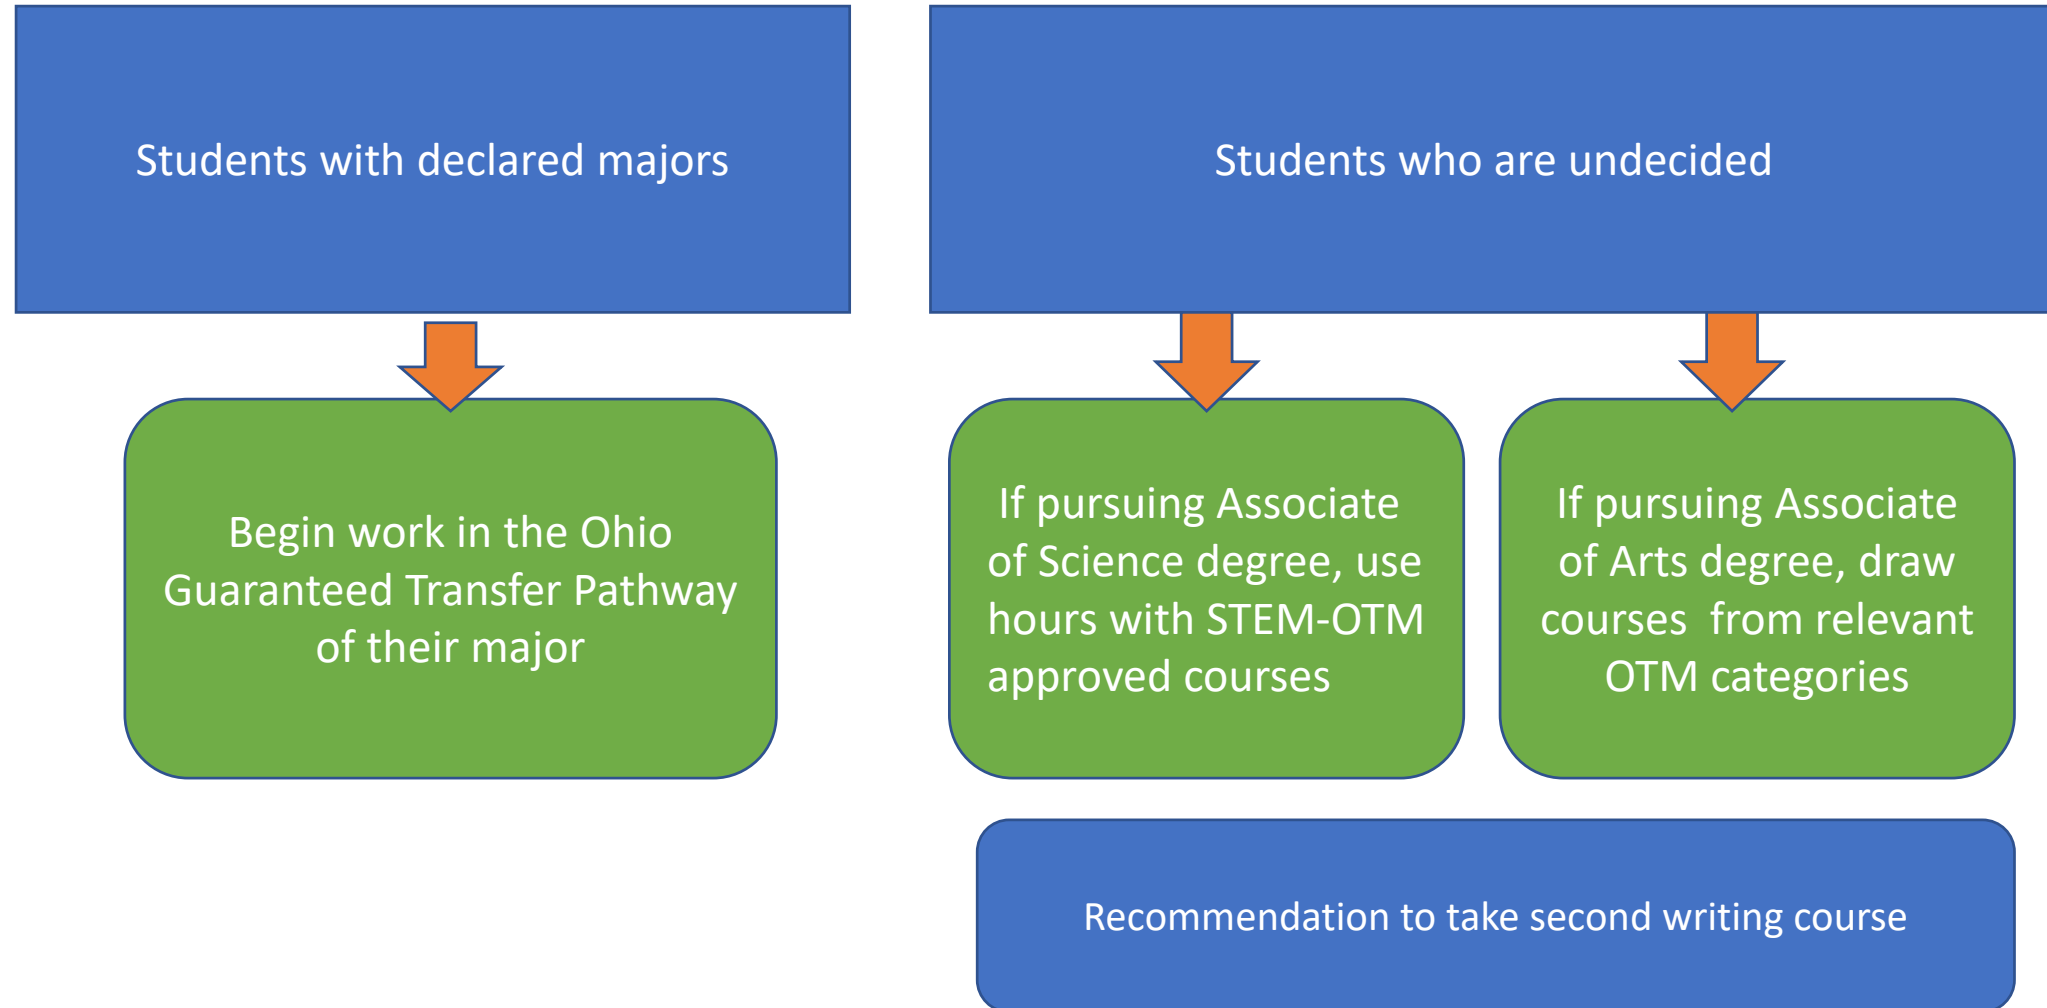 Students with declared majors
Students who are undecided
Begin work in the Ohio
Guaranteed Transfer Pathway
of their major
If pursuing Associate
of Science degree, use
hours with STEM-OTM
approved courses
If pursuing Associate
of Arts degree, draw
courses  from relevant
OTM categories
Recommendation to take second writing course